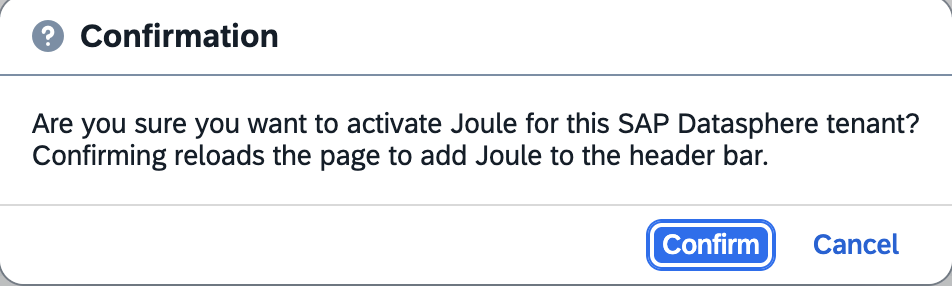 Confirmation
Are you sure you want to activate Joule for this SAP Datasphere tenant?
Confirming reloads the page to add Joule to the header bar.
Confirm Cancel